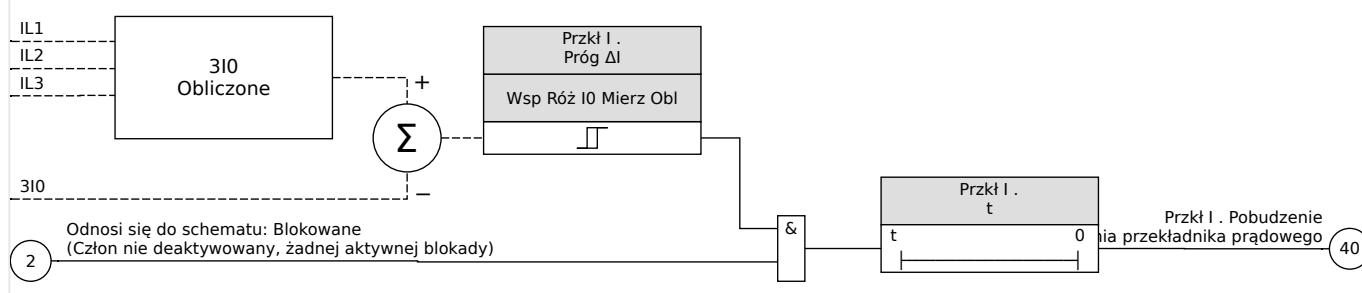 IL1
IL2
IL3
3I0
Obliczone
+
Σ
−
3I0
Przkł I .
Próg ΔI
Wsp Róż I0 Mierz Obl
Odnosi się do schematu: Blokowane
(Człon nie deaktywowany, żadnej aktywnej blokady)
2
&
Przkł I .
t
t 0
Przkł I . Pobudzenie
nia przekładnika prądowego
40